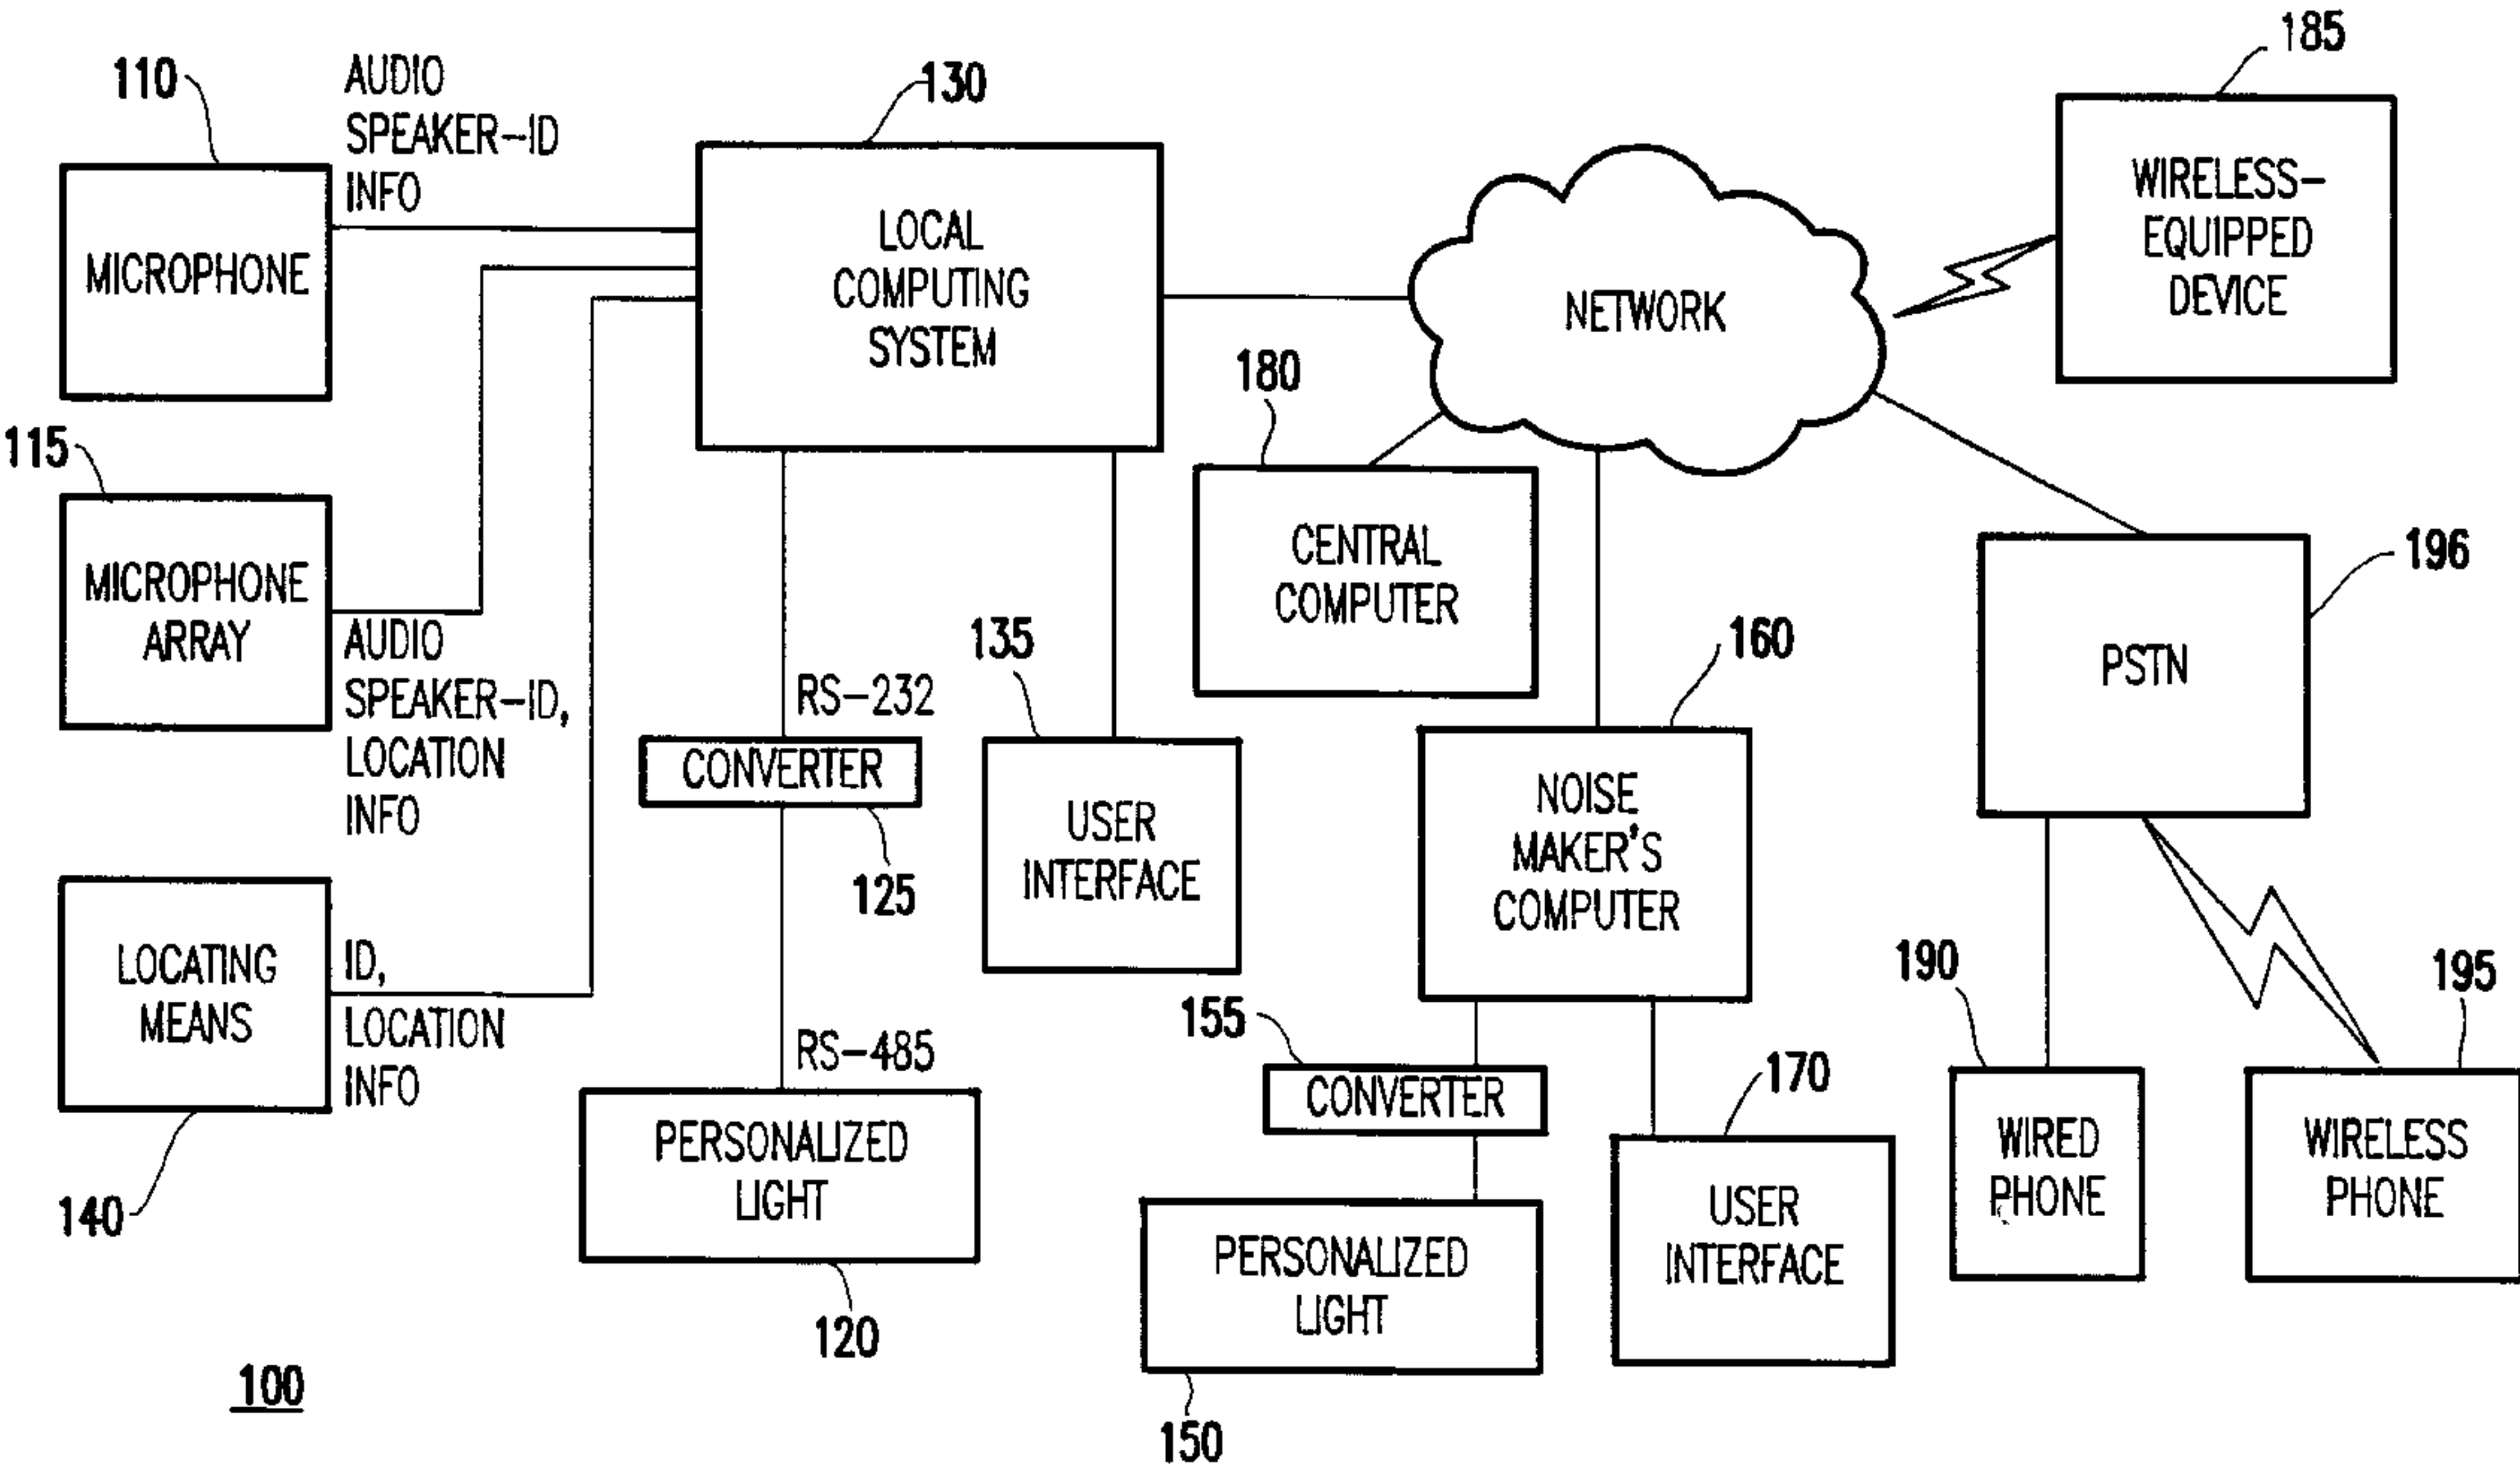 110
AUDIO
SPEAKER-ID
INFO
MICROPHONE
130
LOCAL
COMPUTING
SYSTEM
NETWORK
185
WIRELESS-
EQUIPPED
DEVICE
115
MICROPHONE
ARRAY
AUDIO
SPEAKER-ID,
LOCATION
INFO
180
CENTRAL
COMPUTER
196
PSTN
RS-232
CONVERTER
125
135
USER
INTERFACE
160
NOISE
MAKER'S
COMPUTER
LOCATING
MEANS
140
ID,
LOCATION
INFO
RS-485
PERSONALIZED
LIGHT
120
155
CONVERTER
PERSONALIZED
LIGHT
150
170
USER
INTERFACE
190
WIRED
PHONE
195
WIRELESS
PHONE
100